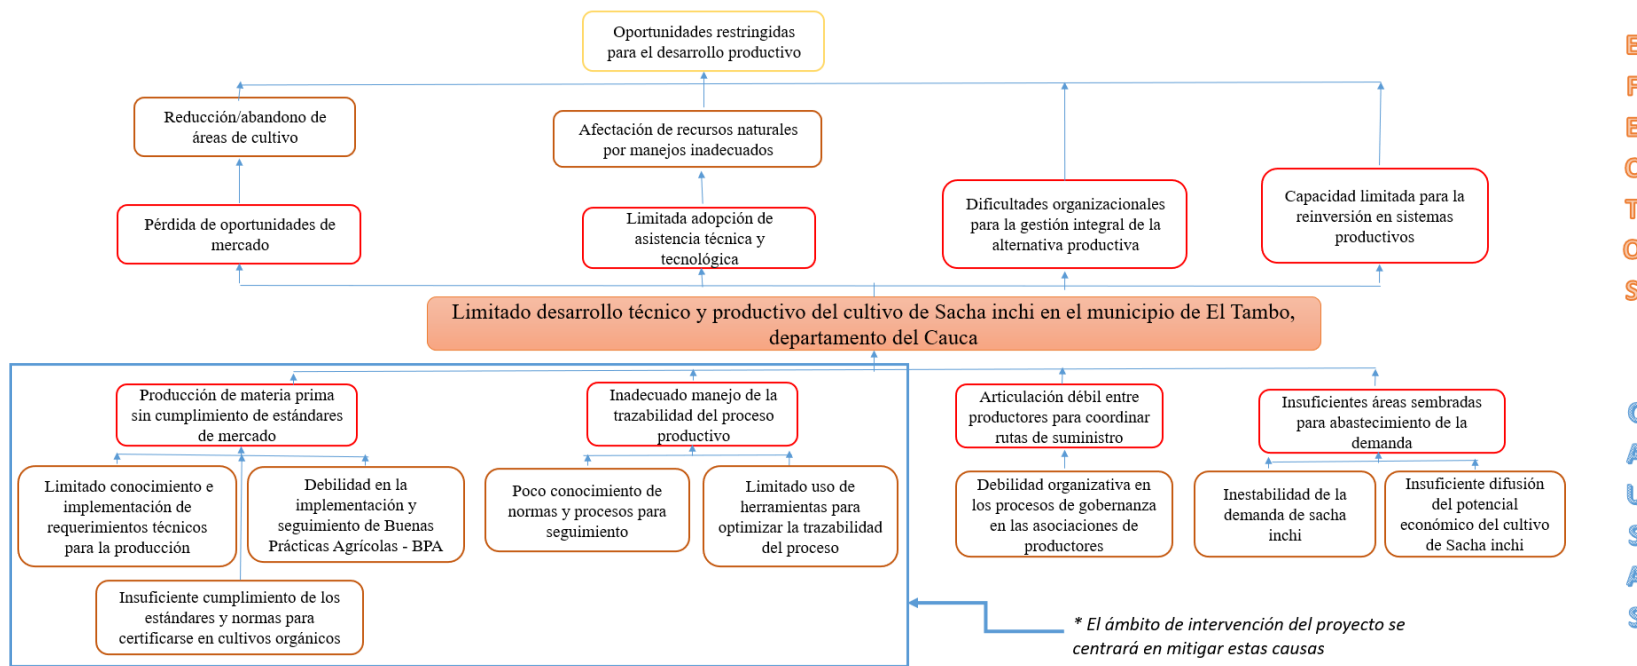 Oportunidades restringidas
para el desarrollo productivo
Reducción/abandono de
áreas de cultivo
Afectación de recursos naturales
por manejos inadecuados
Pérdida de oportunidades de
mercado
Limitada adopción de
asistencia técnica y
tecnológica
Dificultades organizacionales
para la gestión integral de la
alternativa productiva
Capacidad limitada para la
reinversión en sistemas
productivos
EFECTOS
Limitado desarrollo técnico y productivo del cultivo de Sacha inchi en el municipio de El Tambo,
departamento del Cauca
Producción de materia prima
sin cumplimiento de estándares
de mercado
Inadecuado manejo de la
trazabilidad del proceso
productivo
Articulación débil entre
productores para coordinar
rutas de suministro
Insuficientes áreas sembradas
para abastecimiento de la
demanda
Limitado conocimiento e
implementación de
requerimientos técnicos
para la producción
Debilidad en la
implementación y
seguimiento de Buenas
Prácticas Agrícolas - BPA
Poco conocimiento de
normas y procesos para
seguimiento
Limitado uso de
herramientas para
optimizar la trazabilidad
del proceso
Debilidad organizativa en
los procesos de gobernanza
en las asociaciones de
productores
Inestabilidad de la
demanda de sacha
inchi
Insuficiente difusión del
potencial
económico del cultivo
de Sacha inchi
Insuficiente cumplimiento de los
estándares y normas para
certificarse en cultivos orgánicos
CAUSAS
* El ámbito de intervención del proyecto se
centrará en mitigar estas causas